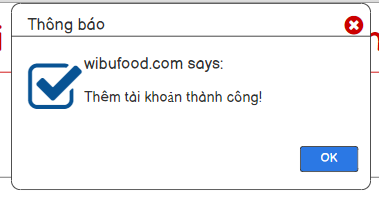 Thông báo
wibufood.com says:
Thêm tài khoản thành công!
OK